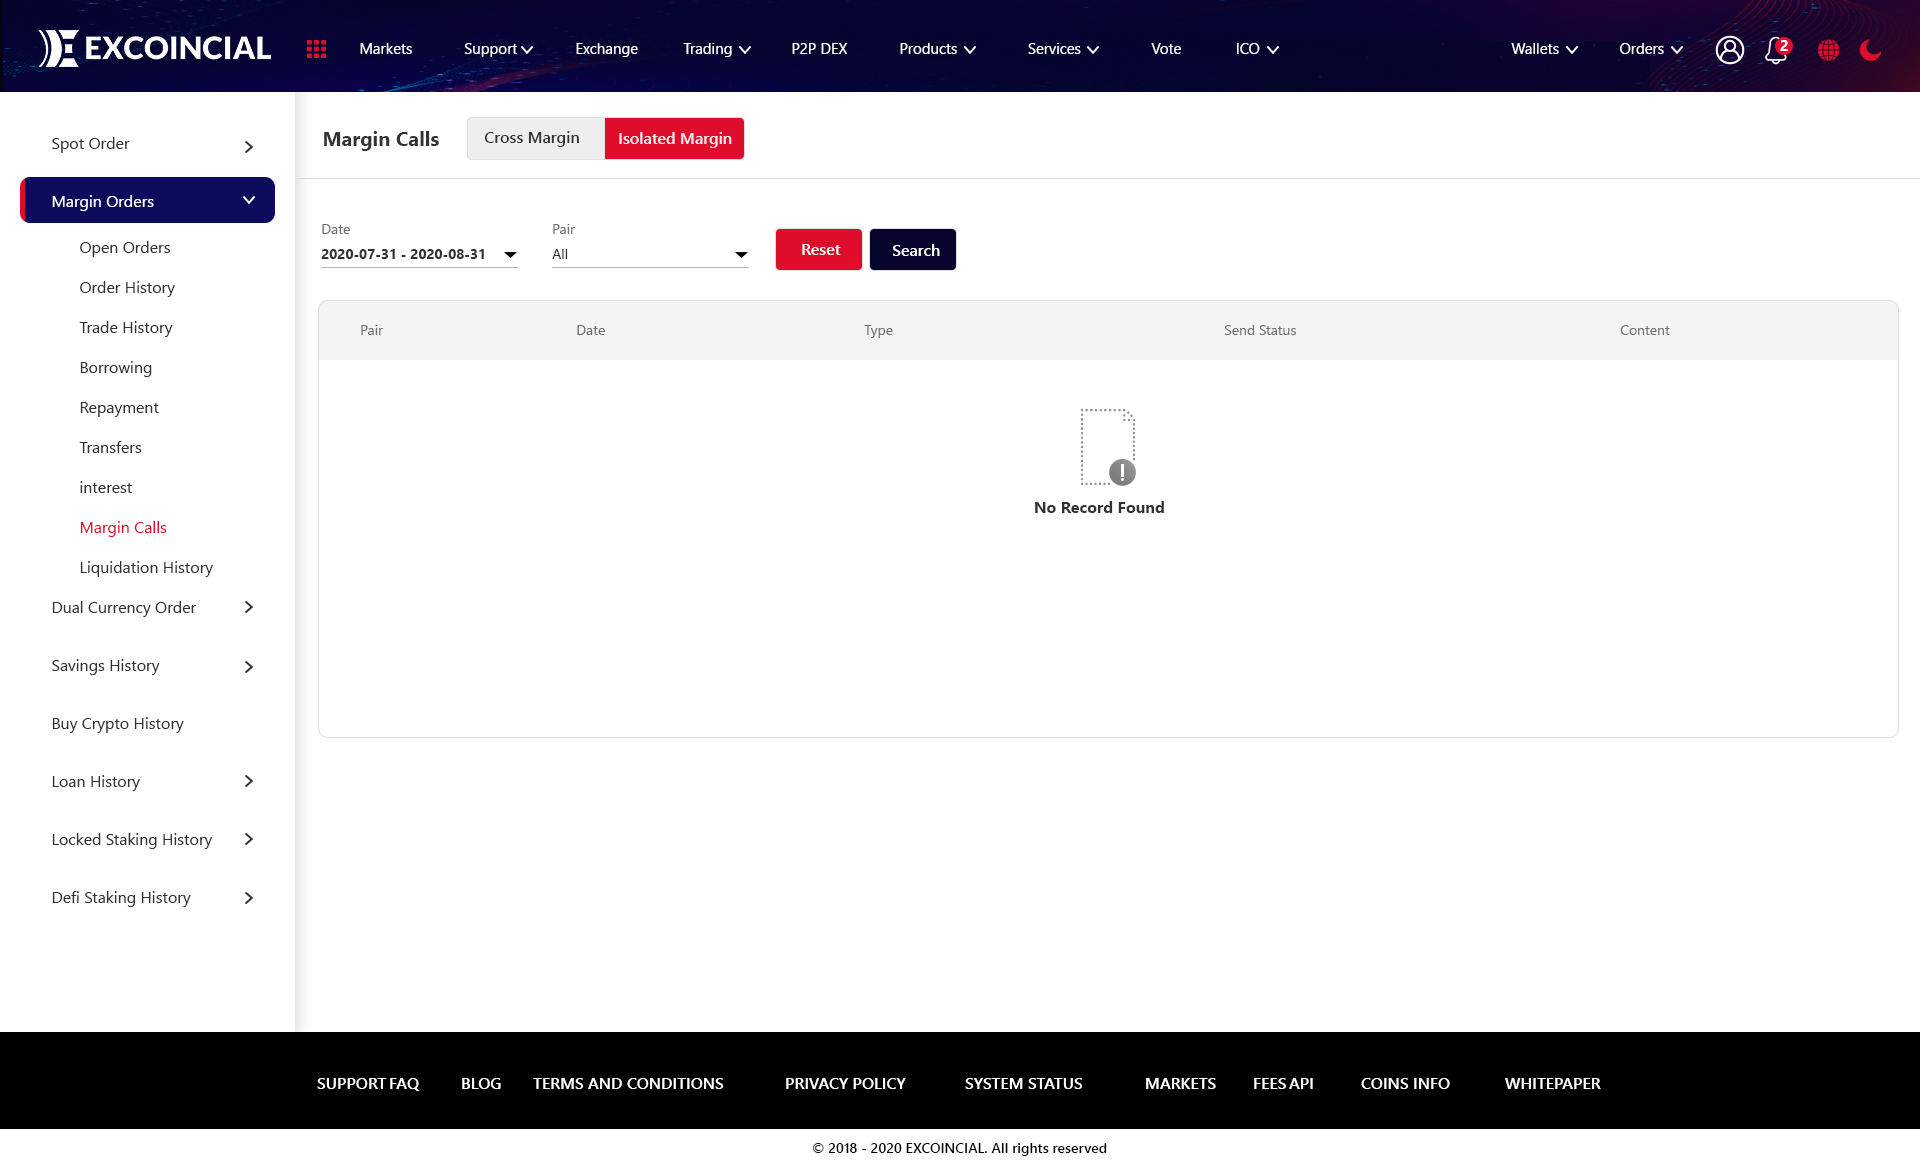 EXCOINCIAL
Markets
Support
Exchange
Trading
P2P DEX
Products
Services
Vote
ICO
Wallets
Orders
2
Spot Order
Margin Orders
Open Orders
Order History
Trade History
Borrowing
Repayment
Transfers
interest
Margin Calls
Liquidation History
Dual Currency Order
Savings History
Buy Crypto History
Loan History
Locked Staking History
Defi Staking History
Margin Calls
Cross Margin
Isolated Margin
Date
2020-07-31 - 2020-08-31
Pair
All
Reset
Search
Pair
Date
Type
Send Status
Content
!
No Record Found
SUPPORT FAQ
BLOG
TERMS AND CONDITIONS
PRIVACY POLICY
SYSTEM STATUS
MARKETS
FEES API
COINS INFO
WHITEPAPER
© 2018 - 2020 EXCOINCIAL. All rights reserved